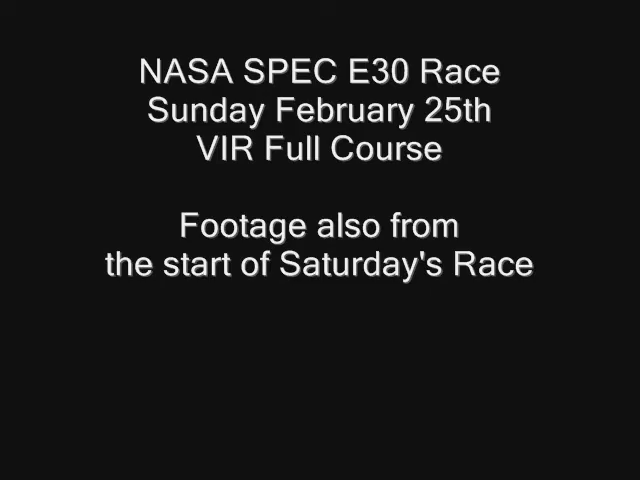 NASA SPEC E30 Race
Sunday February 25th
VIR Full Course
Footage also from
the start of Saturday's Race